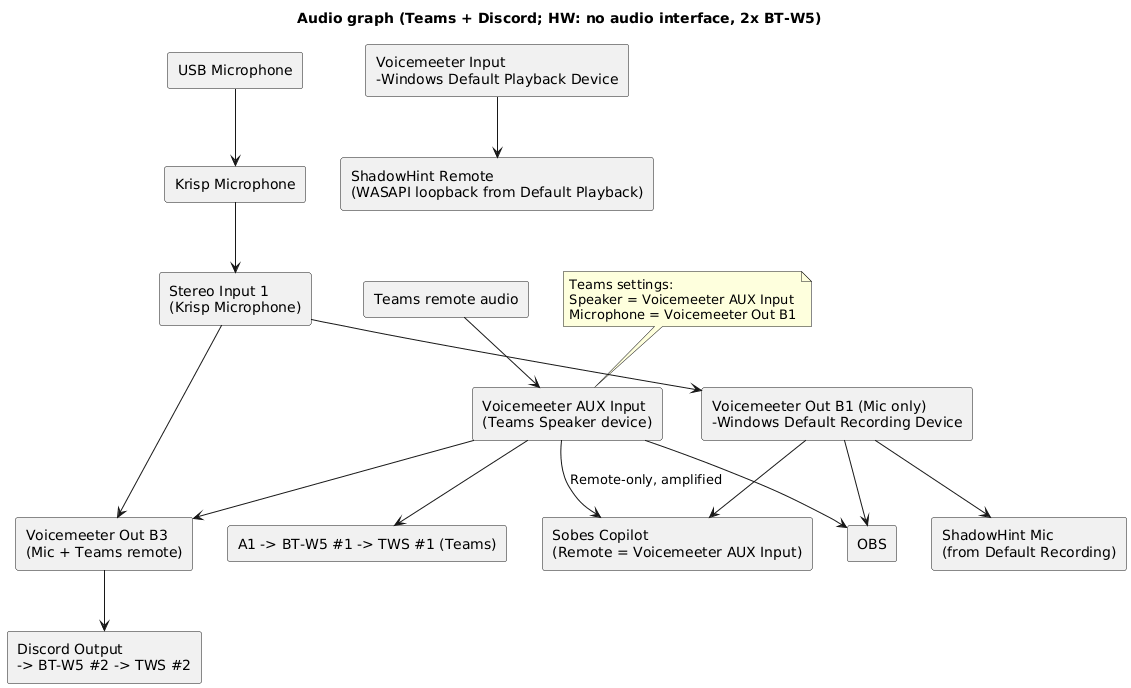 Audio graph (Teams + Discord; HW: no audio interface, 2x BT-W5)
USB Microphone
Voicemeeter Input
-Windows Default Playback Device
Krisp Microphone
ShadowHint Remote
(WASAPI loopback from Default Playback)
Stereo Input 1
(Krisp Microphone)
Teams remote audio
Teams settings:
Speaker = Voicemeeter AUX Input
Microphone = Voicemeeter Out B1
Voicemeeter AUX Input
(Teams Speaker device)
Voicemeeter Out B1 (Mic only)
-Windows Default Recording Device
Remote-only, amplified
Voicemeeter Out B3
(Mic + Teams remote)
A1 -> BT-W5 #1 -> TWS #1 (Teams)
Sobes Copilot
(Remote = Voicemeeter AUX Input)
OBS
ShadowHint Mic
(from Default Recording)
Discord Output
-> BT-W5 #2 -> TWS #2